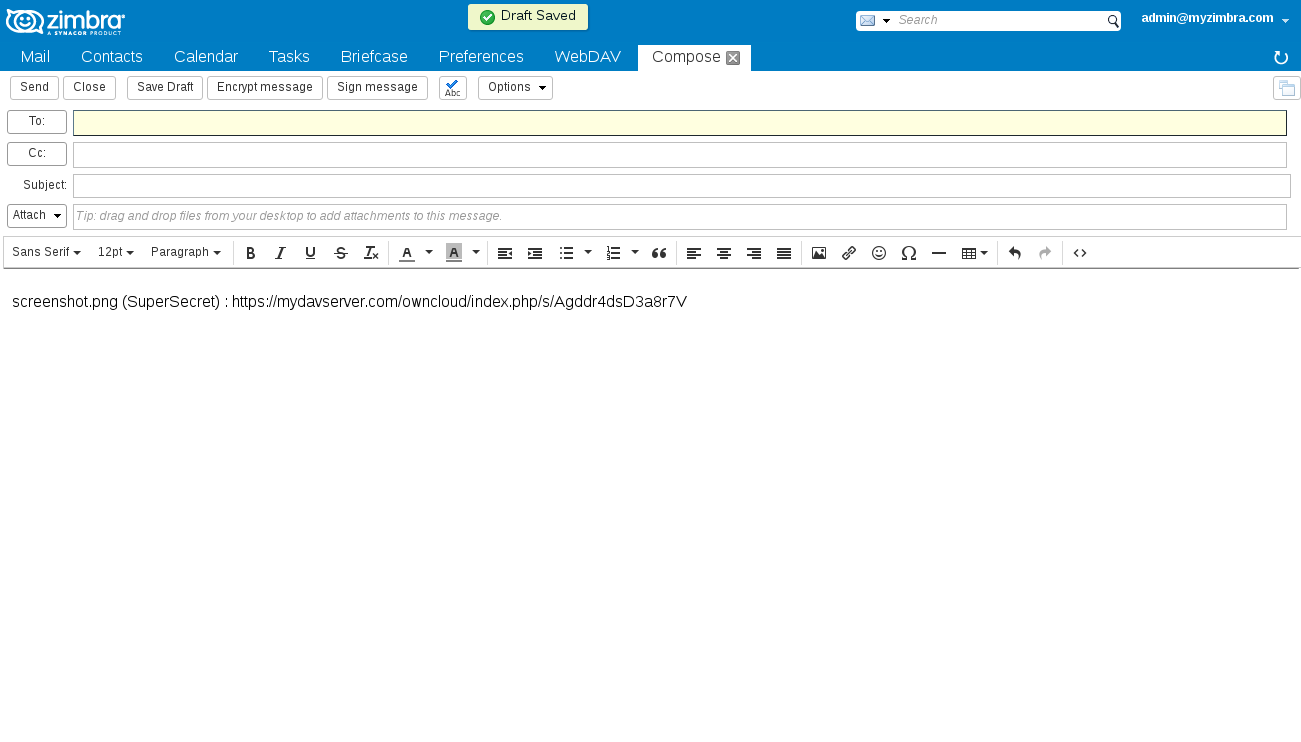 zimbra®
A SYNACOR PRODUCT
Draft Saved
Search
admin@myzimbra.com
Mail Contacts Calendar Tasks Briefcase Preferences WebDAV Compose
Send Close Save Draft Encrypt message Sign message Abc Options
To:
Cc:
Subject:
Attach Tip: drag and drop files from your desktop to add attachments to this message.
Sans Serif 12pt Paragraph B I U S T A A Ω
screenshot.png (SuperSecret) : https://mydavserver.com/owncloud/index.php/s/Agddr4dsD3a8r7V